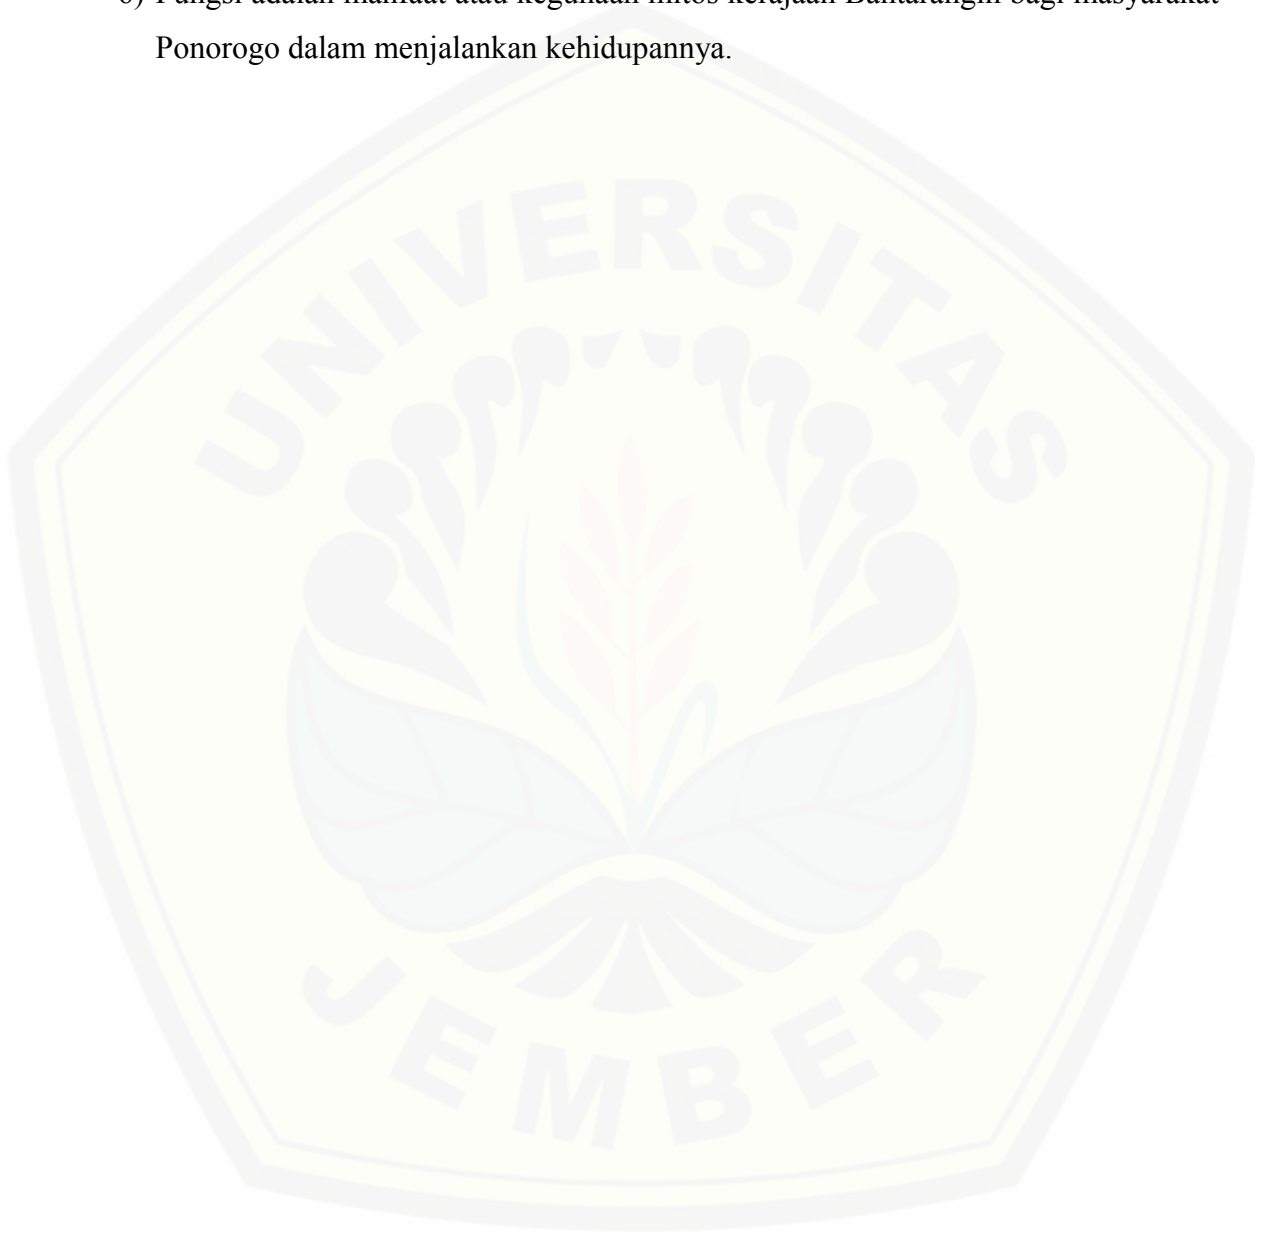 6) Fungsi adalah manfaat atau kegunaan mitos kerajaan Bantarangin bagi masyarakat
Ponorogo dalam menjalankan kehidupannya.
UNIVERSITAS
JEMBER